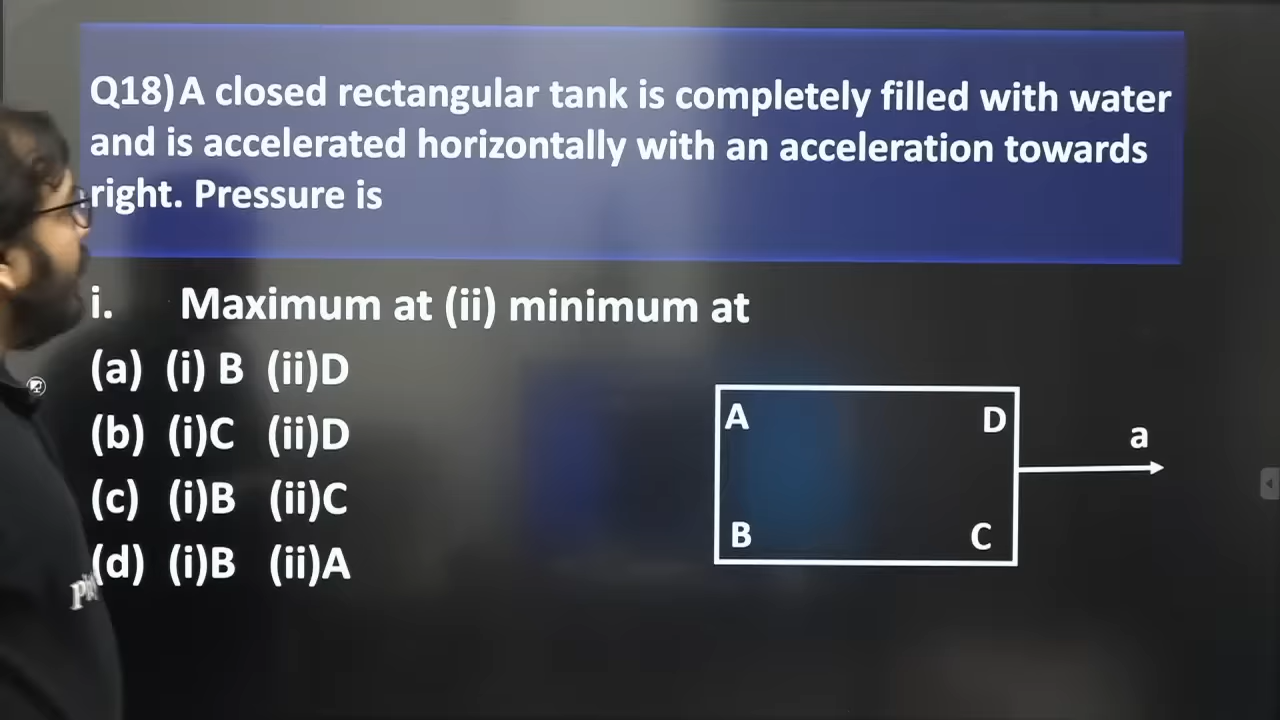 Q18) A closed rectangular tank is completely filled with water
and is accelerated horizontally with an acceleration towards
right. Pressure is
i. Maximum at (ii) minimum at
(a) (i) B (ii)D
(b) (i)C (ii)D
(c) (i)B (ii)C
(d) (i)B (ii)A
A D
a
B C